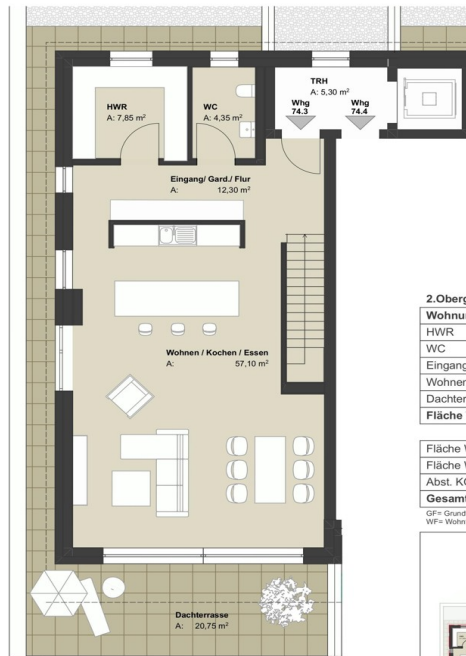 TRH
A: 5,30 m²
Whg
74.3
Whg
74.4
HWR
A: 7,85 m²
WC
A: 4,35 m²
Eingang/ Gard./ Flur
A: 12,30 m²
Wohnen / Kochen / Essen
A: 57,10 m²
Dachterrasse
A: 20,75 m²
2.Oberg
Wohnu
HWR
WC
Eingang
Wohnen
Dachter
Fläche
Fläche W
Fläche W
Abst. KG
Gesamt
GF= Grund
WF= Wohn